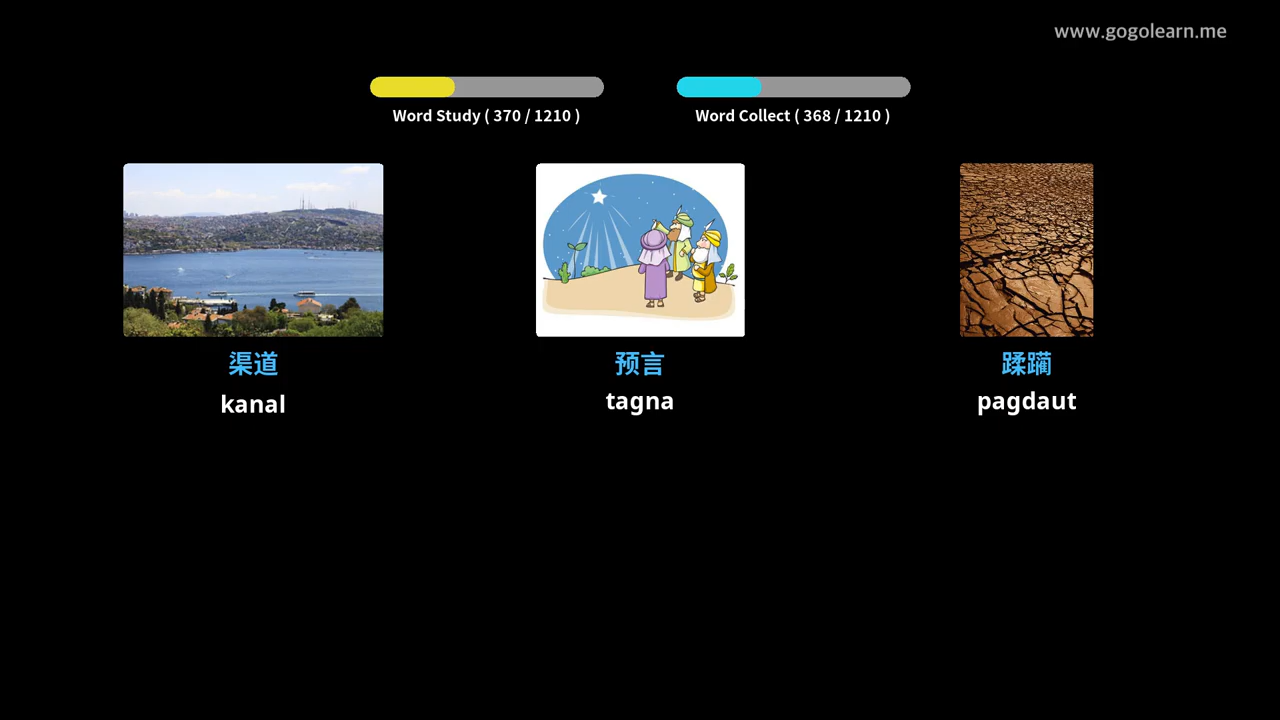 www.gogolearn.me
Word Study ( 370 / 1210 )
Word Collect ( 368 / 1210 )
渠道
预言
蹂躏
kanal
tagna
pagdaut